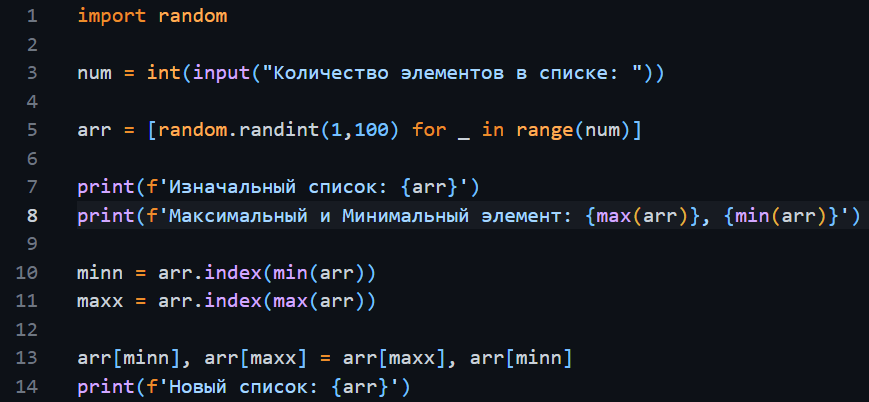 1 import random
2
3 num = int(input("Количество элементов в списке: "))
4
5 arr = [random.randint(1,100) for _ in range(num)]
6
7 print(f'Изначальный список: {arr}')
8 print(f'Максимальный и Минимальный элемент: {max(arr)}, {min(arr)}')
9
10 minn = arr.index(min(arr))
11 maxx = arr.index(max(arr))
12
13 arr[minn], arr[maxx] = arr[maxx], arr[minn]
14 print(f'Новый список: {arr}')